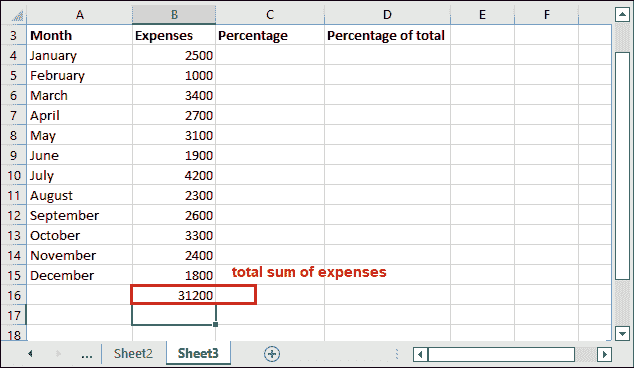 A B C D E F
3 Month Expenses Percentage Percentage of total
4 January 2500
5 February 1000
6 March 3400
7 April 2700
8 May 3100
9 June 1900
10 July 4200
11 August 2300
12 September 2600
13 October 3300
14 November 2400
15 December 1800 total sum of expenses
16 31200
17
18
... Sheet2 Sheet3